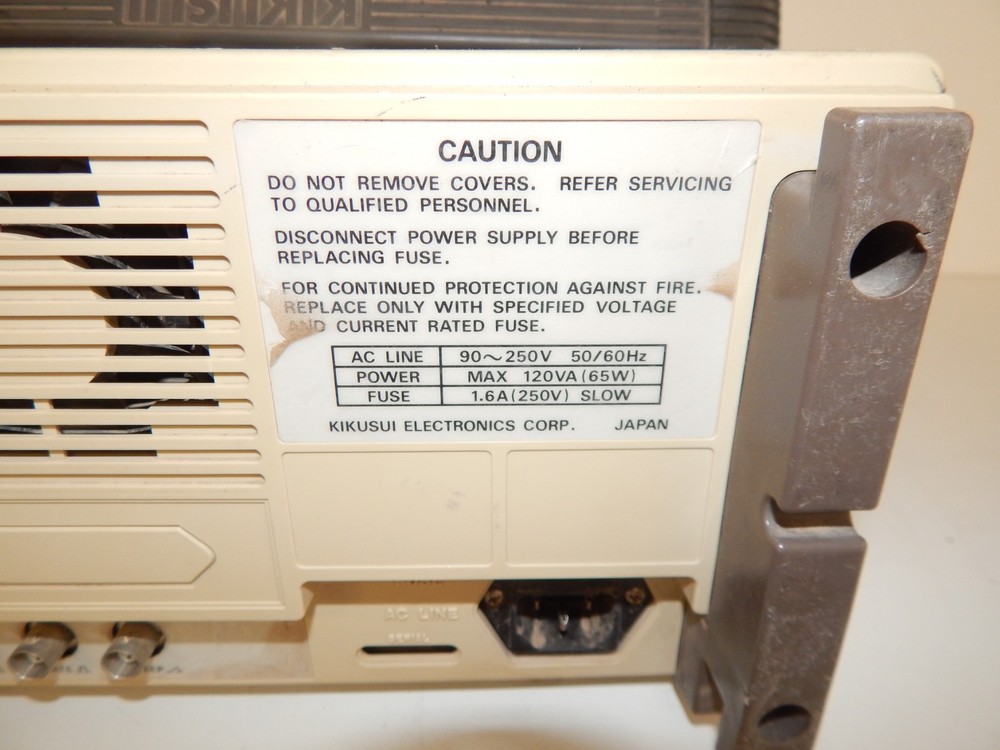 KIKUSUI
CAUTION
DO NOT REMOVE COVERS. REFER SERVICING
TO QUALIFIED PERSONNEL.
DISCONNECT POWER SUPPLY BEFORE
REPLACING FUSE.
FOR CONTINUED PROTECTION AGAINST FIRE.
REPLACE ONLY WITH SPECIFIED VOLTAGE
AND CURRENT RATED FUSE.
AC LINE 90~250V 50/60Hz
POWER MAX 120VA(65W)
FUSE 1.6A(250V) SLOW
KIKUSUI ELECTRONICS CORP. JAPAN
AC LINE
SERIAL